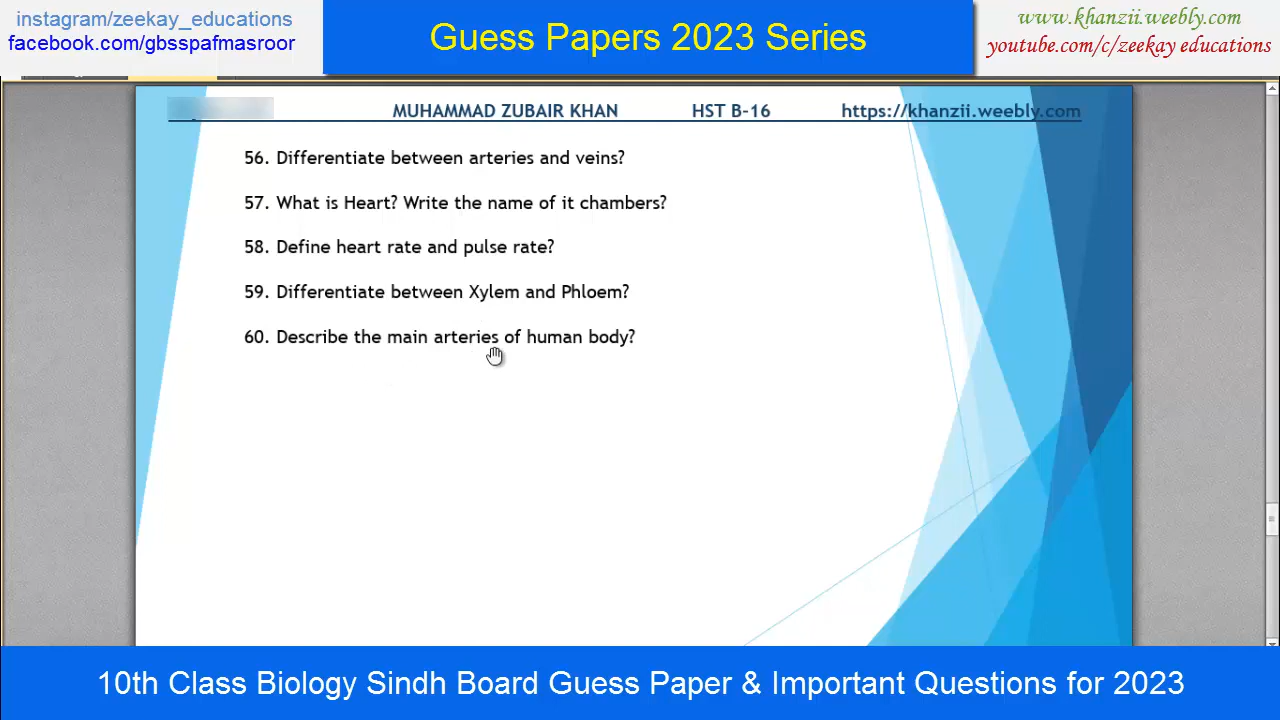 instagram/zeekay_educations
facebook.com/gbsspafmasroor
Guess Papers 2023 Series
www.khanzii.weebly.com
youtube.com/c/zeekay educations
MUHAMMAD ZUBAIR KHAN HST B-16 https://khanzii.weebly.com
56. Differentiate between arteries and veins?
57. What is Heart? Write the name of it chambers?
58. Define heart rate and pulse rate?
59. Differentiate between Xylem and Phloem?
60. Describe the main arteries of human body?
10th Class Biology Sindh Board Guess Paper & Important Questions for 2023